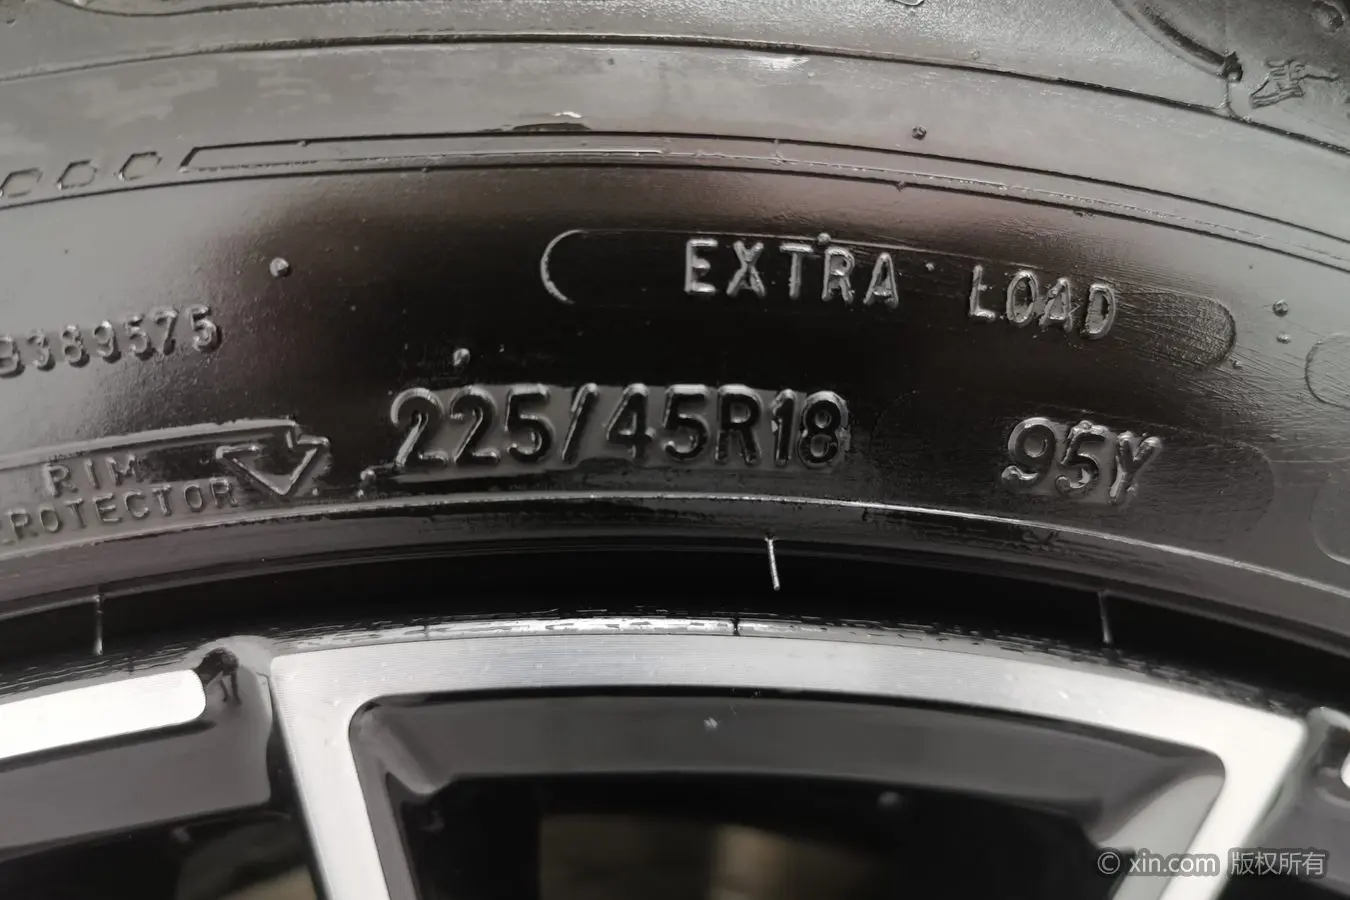 EXTRA LOAD
B389575
225/45R18 95Y
RIM
PROTECTOR
© xin.com 版权所有